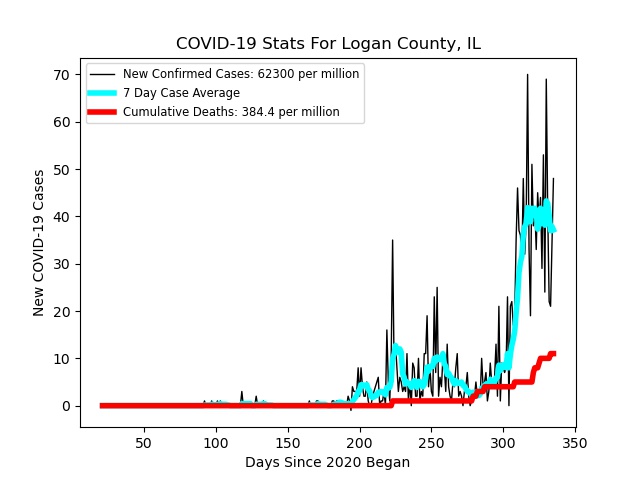 COVID-19 Stats For Logan County, IL
New Confirmed Cases: 62300 per million
7 Day Case Average
Cumulative Deaths: 384.4 per million
New COVID-19 Cases
70
60
50
40
30
20
10
0
50 100 150 200 250 300 350
Days Since 2020 Began